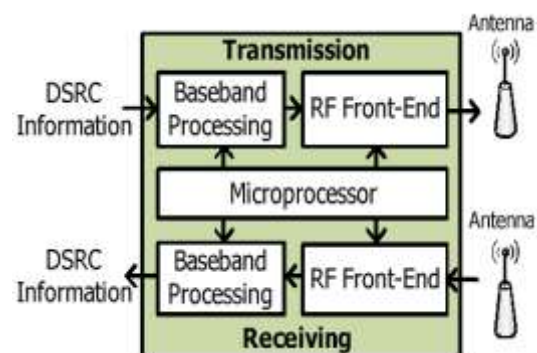 Antenna
Transmission
DSRC
Information
Baseband
Processing
RF Front-End
Microprocessor
Antenna
DSRC
Information
Baseband
Processing
RF Front-End
Receiving